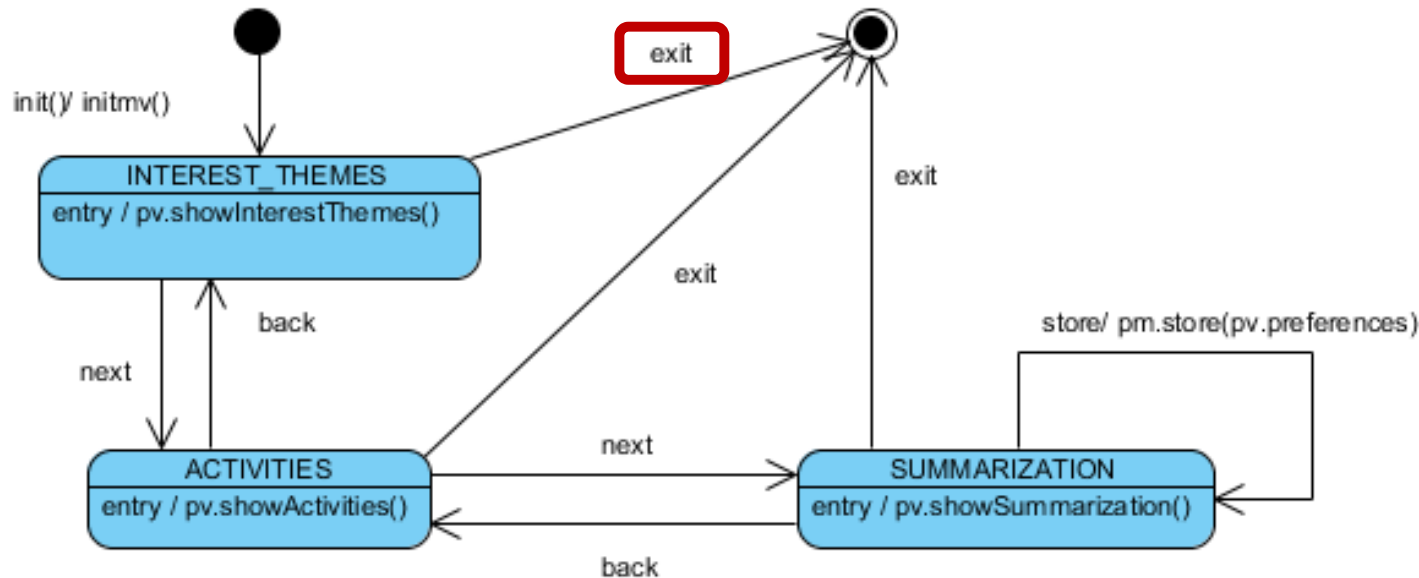 exit
init()/ initmv()
INTEREST_THEMES
exit
entry / pv.showInterestThemes()
exit
back
store/ pm.store(pv.preferences)
next
next
ACTIVITIES
SUMMARIZATION
entry / pv.showActivities()
entry / pv.showSummarization()
back